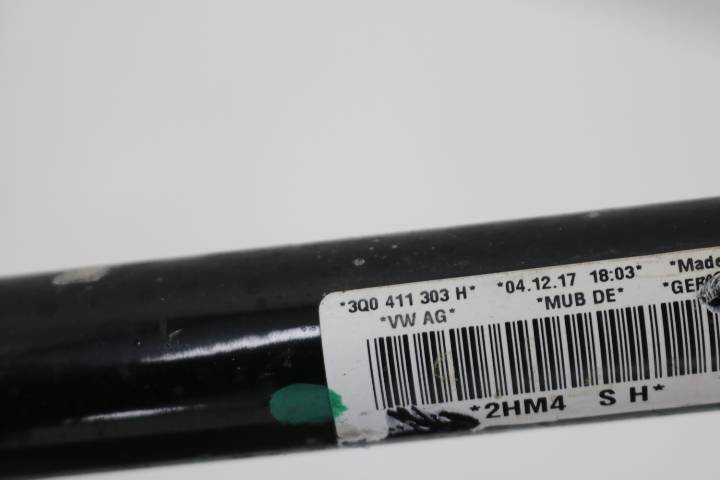 *3Q0 411 303 H* *04.12.17 18:03* *Made
*VW AG* *MUB DE*
*2HM4 S H*